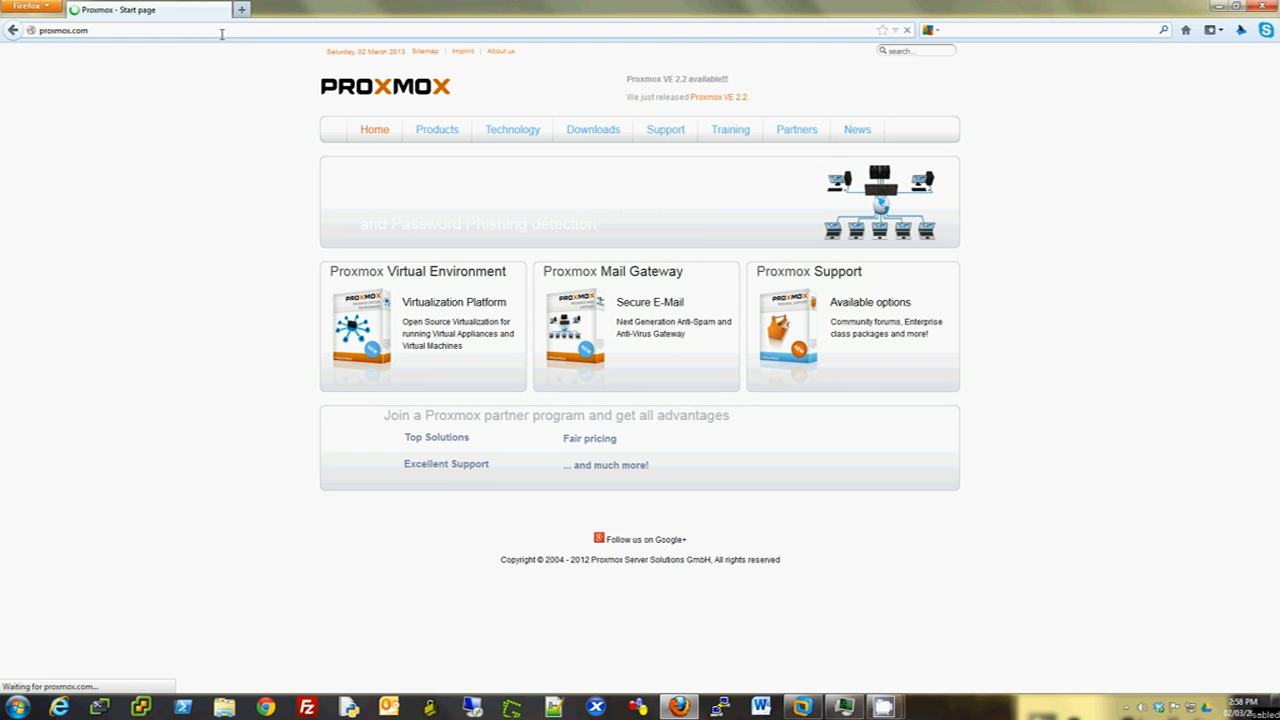 Firefox
Proxmox - Start page
proxmox.com
Saturday, 02 March 2013 Sitemap | Imprint | About us
search...
PROXMOX
Proxmox VE 2.2 available!!!
We just released Proxmox VE 2.2.
Home Products Technology Downloads Support Training Partners News
and Password Phishing detection
Proxmox Virtual Environment
Virtualization Platform
Open Source Virtualization for
running Virtual Appliances and
Virtual Machines
Proxmox Mail Gateway
Secure E-Mail
Next Generation Anti-Spam and
Anti-Virus Gateway
Proxmox Support
Available options
Community forums, Enterprise
class packages and more!
Join a Proxmox partner program and get all advantages
Top Solutions Fair pricing
Excellent Support ... and much more!
Follow us on Google+
Copyright © 2004 - 2012 Proxmox Server Solutions GmbH, All rights reserved
Waiting for proxmox.com...
2:58 PM